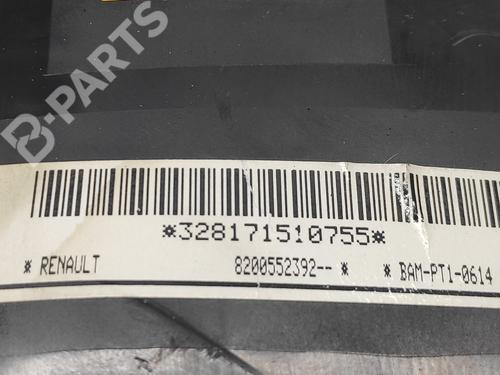 B-PARTS
*328171510755*
* RENAULT 8200552392-- * * BAM-PT1-0614